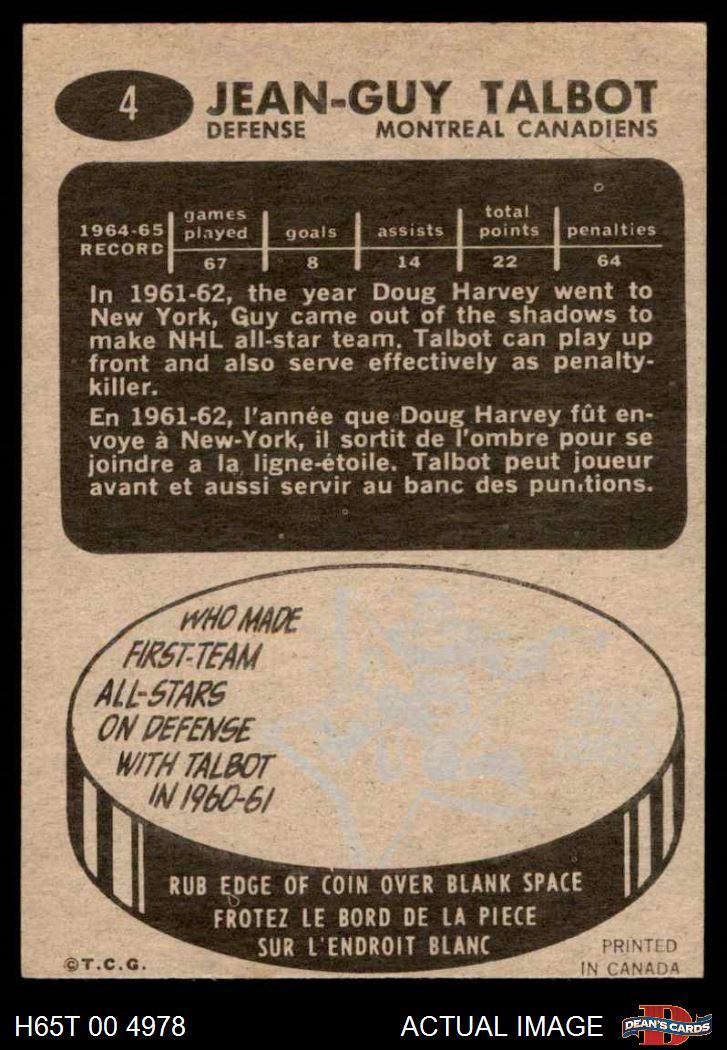 4 JEAN-GUY TALBOT
DEFENSE MONTREAL CANADIENS
1964-65 RECORD games played goals assists total points penalties
67 8 14 22 64
In 1961-62, the year Doug Harvey went to
New York, Guy came out of the shadows to
make NHL all-star team. Talbot can play up
front and also serve effectively as penalty-
killer.
En 1961-62, l'année que Doug Harvey fût en-
voye à New-York, il sortit de l'ombre pour se
joindre a la ligne-étoile. Talbot peut joueur
avant et aussi servir au banc des punitions.
WHO MADE
FIRST-TEAM
ALL-STARS
ON DEFENSE
WITH TALBOT
IN 1960-61
RUB EDGE OF COIN OVER BLANK SPACE
FROTEZ LE BORD DE LA PIECE
SUR L'ENDROIT BLANC
©T.C.G.
PRINTED
IN CANADA
H65T 00 4978 ACTUAL IMAGE DEAN'S CARDS